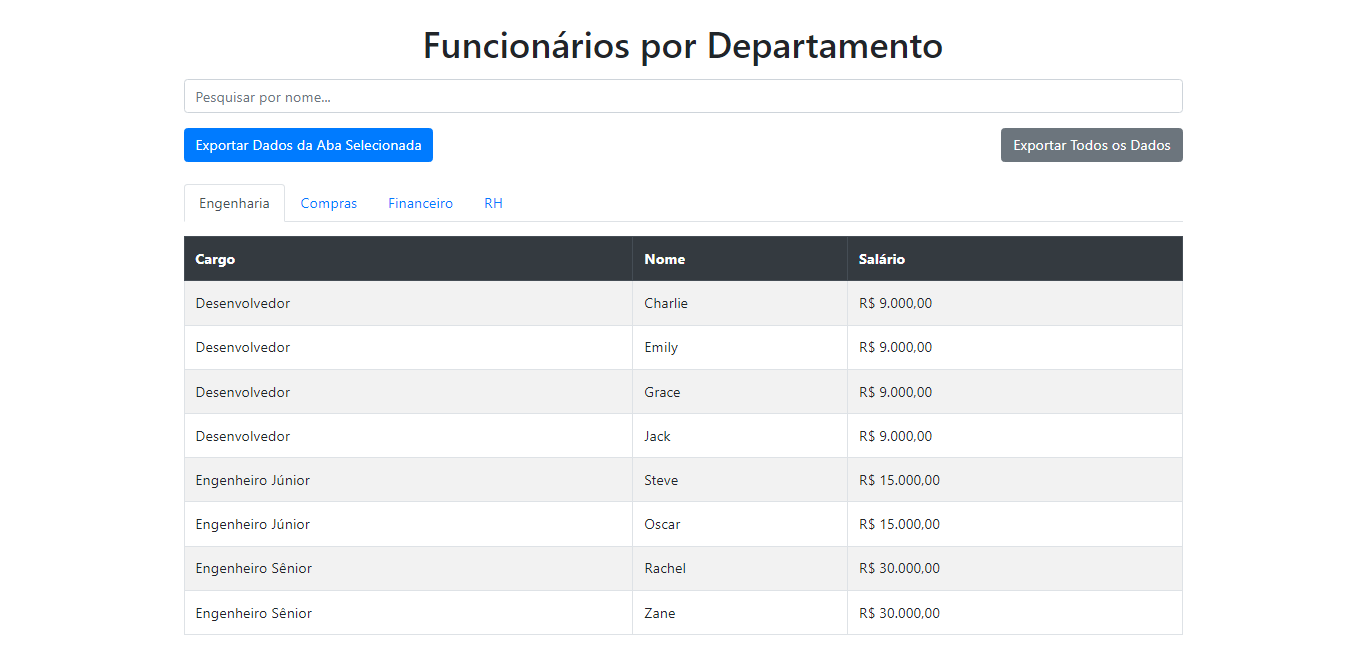 Funcionários por Departamento
Pesquisar por nome...
Exportar Dados da Aba Selecionada Exportar Todos os Dados
Engenharia Compras Financeiro RH
Cargo Nome Salário
Desenvolvedor Charlie R$ 9.000,00
Desenvolvedor Emily R$ 9.000,00
Desenvolvedor Grace R$ 9.000,00
Desenvolvedor Jack R$ 9.000,00
Engenheiro Júnior Steve R$ 15.000,00
Engenheiro Júnior Oscar R$ 15.000,00
Engenheiro Sênior Rachel R$ 30.000,00
Engenheiro Sênior Zane R$ 30.000,00